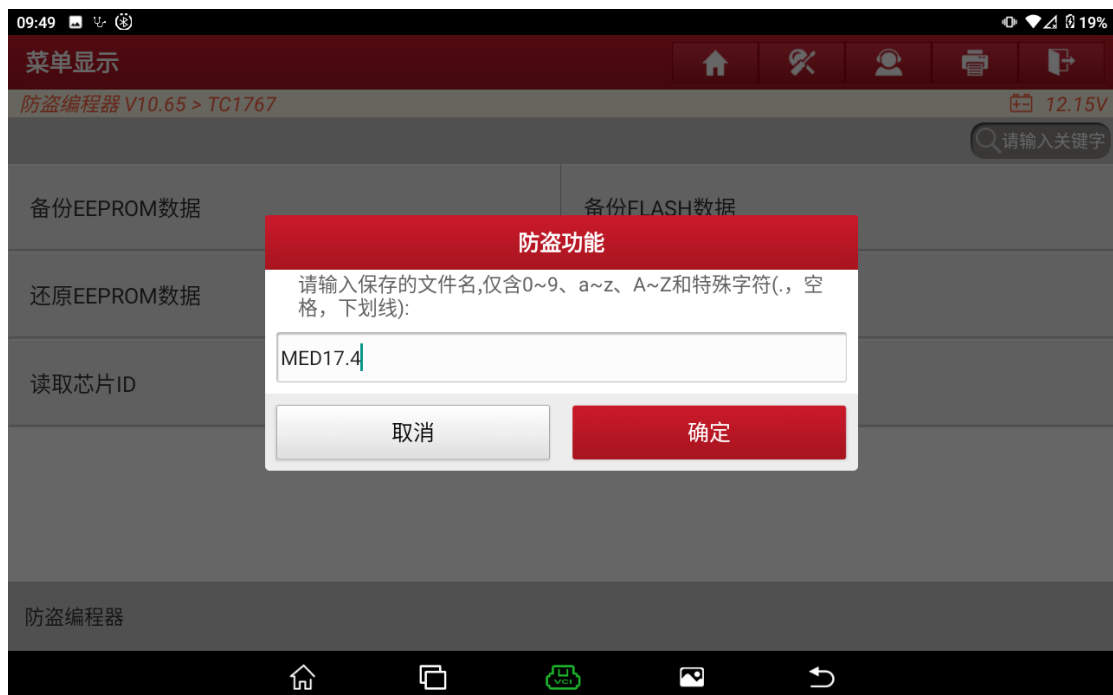 09:49
19%
菜单显示
防盗编程器 V10.65 > TC1767
12.15V
请输入关键字
备份EEPROM数据
备份FLASH数据
防盗功能
请输入保存的文件名,仅含0~9、a~z、A~Z和特殊字符(.，空
格，下划线):
还原EEPROM数据
MED17.4
读取芯片ID
取消
确定
防盗编程器
VCI